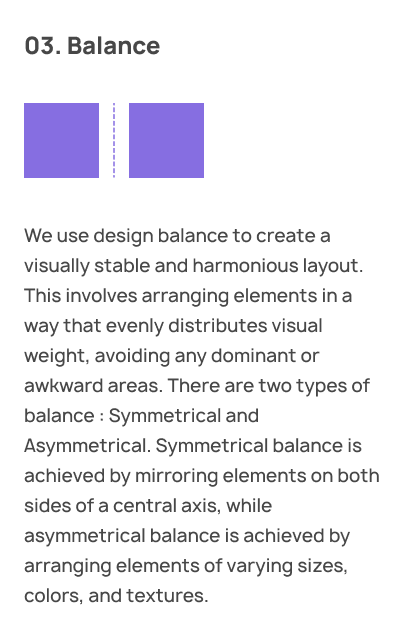 03. Balance
We use design balance to create a
visually stable and harmonious layout.
This involves arranging elements in a
way that evenly distributes visual
weight, avoiding any dominant or
awkward areas. There are two types of
balance : Symmetrical and
Asymmetrical. Symmetrical balance is
achieved by mirroring elements on both
sides of a central axis, while
asymmetrical balance is achieved by
arranging elements of varying sizes,
colors, and textures.